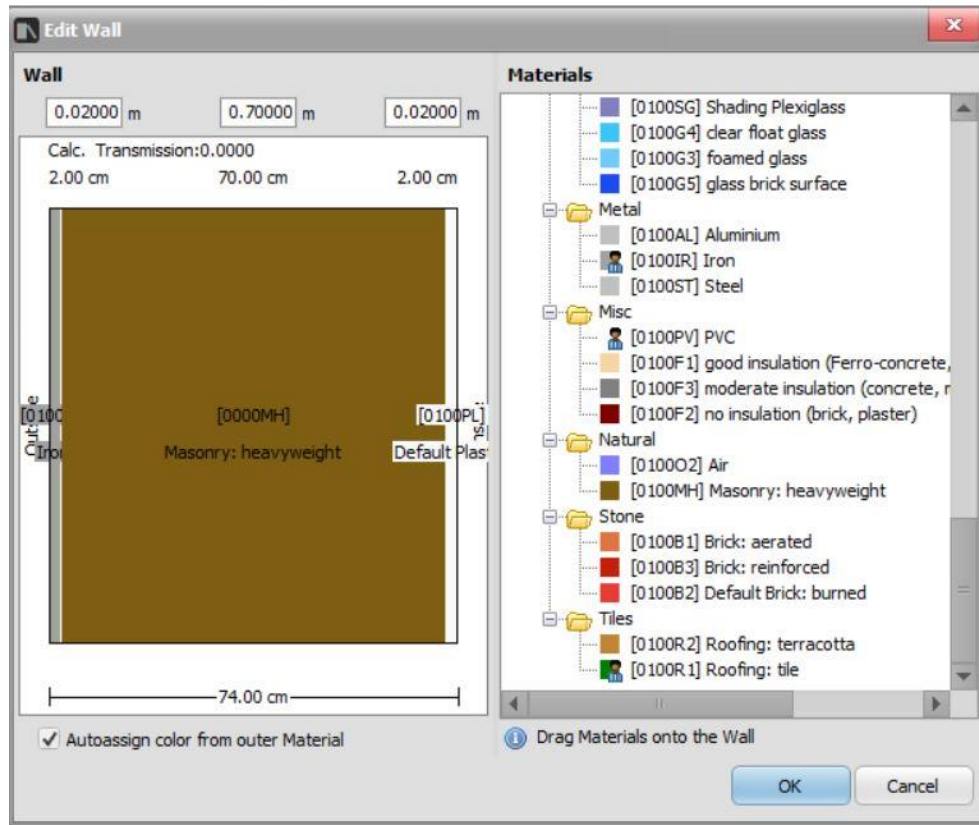 Edit Wall
Wall
0.02000 m 0.70000 m 0.02000 m
Calc. Transmission:0.0000
2.00 cm 70.00 cm 2.00 cm
[0100 [0000MH] [0100PL]
Iro Masonry: heavyweight Default Plas
74.00 cm
Autoassign color from outer Material
Materials
[0100SG] Shading Plexiglass
[0100G4] clear float glass
[0100G3] foamed glass
[0100G5] glass brick surface
Metal
[0100AL] Aluminium
[0100IR] Iron
[0100ST] Steel
Misc
[0100PV] PVC
[0100F1] good insulation (Ferro-concrete,
[0100F3] moderate insulation (concrete, r
[0100F2] no insulation (brick, plaster)
Natural
[0100O2] Air
[0100MH] Masonry: heavyweight
Stone
[0100B1] Brick: aerated
[0100B3] Brick: reinforced
[0100B2] Default Brick: burned
Tiles
[0100R2] Roofing: terracotta
[0100R1] Roofing: tile
Drag Materials onto the Wall
OK Cancel